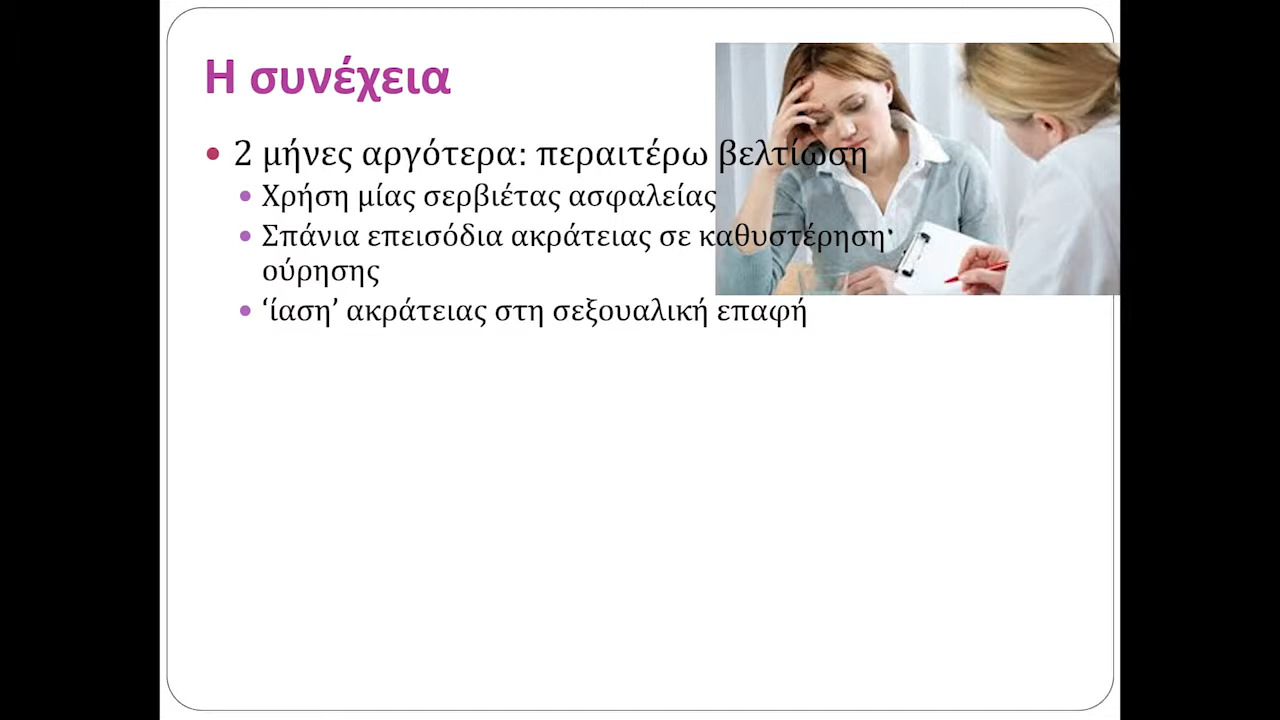 Η συνέχεια
2 μήνες αργότερα: περαιτέρω βελτίωση
Χρήση μίας σερβιέτας ασφαλείας
Σπάνια επεισόδια ακράτειας σε καθυστέρηση
ούρησης
‘ίαση’ ακράτειας στη σεξουαλική επαφή